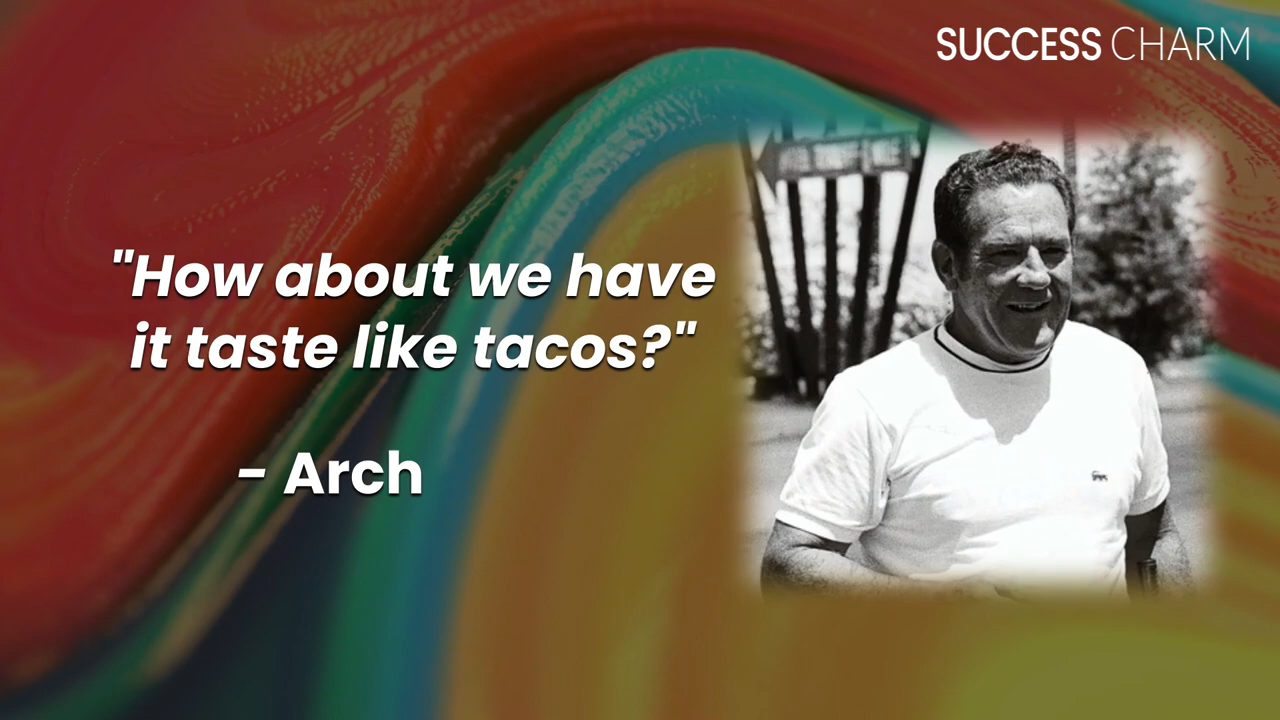 SUCCESS CHARM
"How about we have
it taste like tacos?"
- Arch